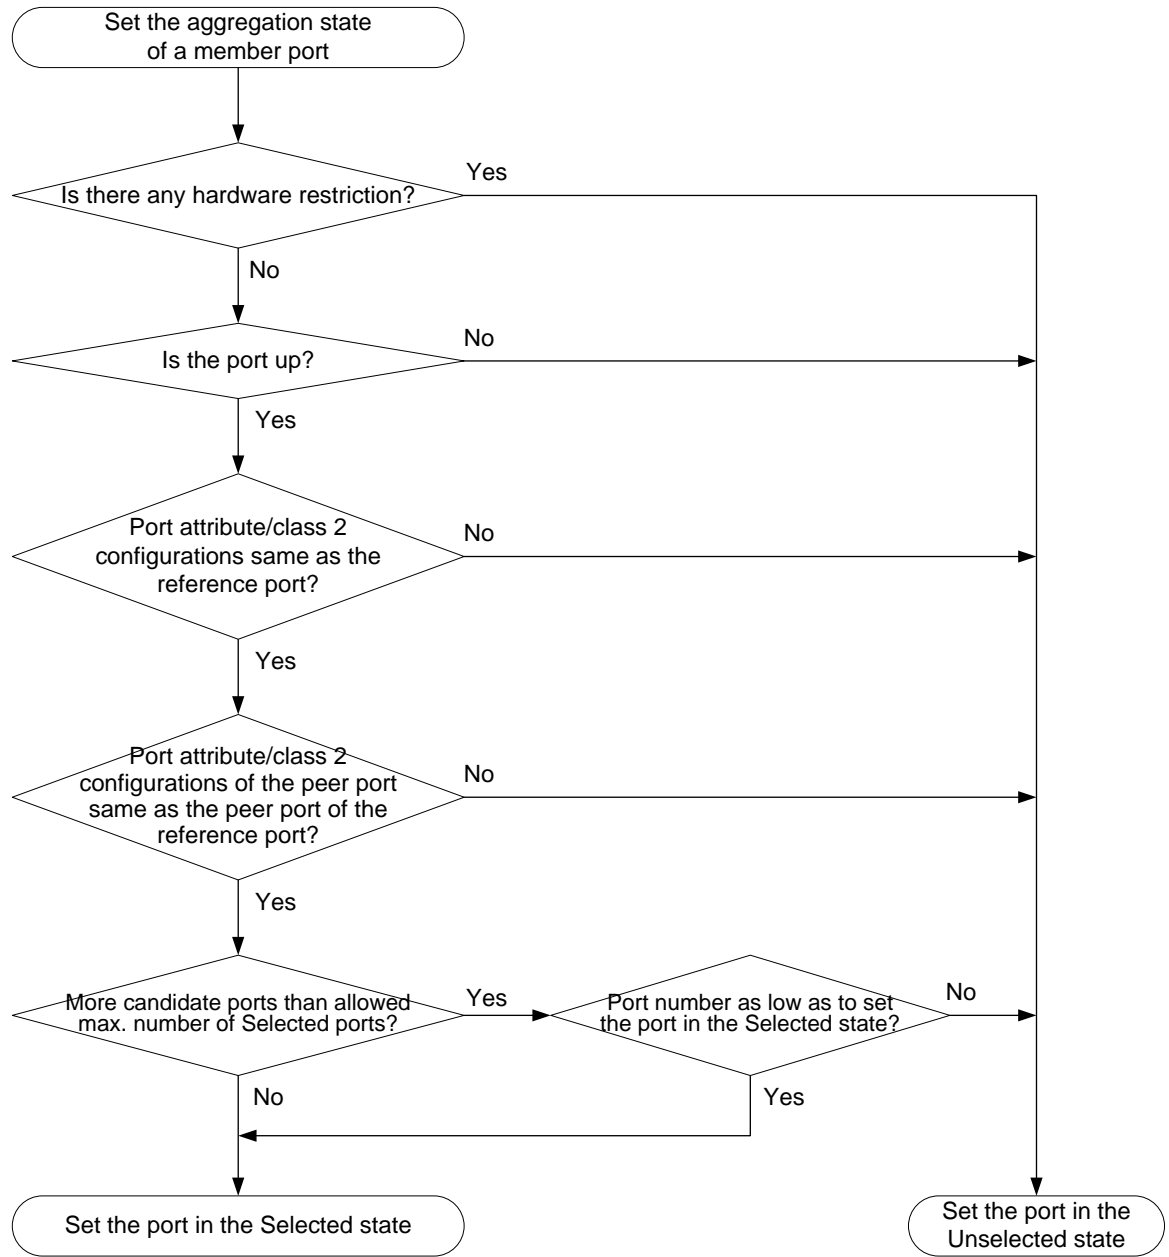 Set the aggregation state
of a member port
Is there any hardware restriction?
Yes
No
Is the port up?
No
Yes
Port attribute/class 2
configurations same as the
reference port?
No
Yes
Port attribute/class 2
configurations of the peer port
same as the peer port of the
reference port?
No
Yes
More candidate ports than allowed
max. number of Selected ports?
Yes
Port number as low as to set
the port in the Selected state?
No
No
Yes
Set the port in the Selected state
Set the port in the
Unselected state